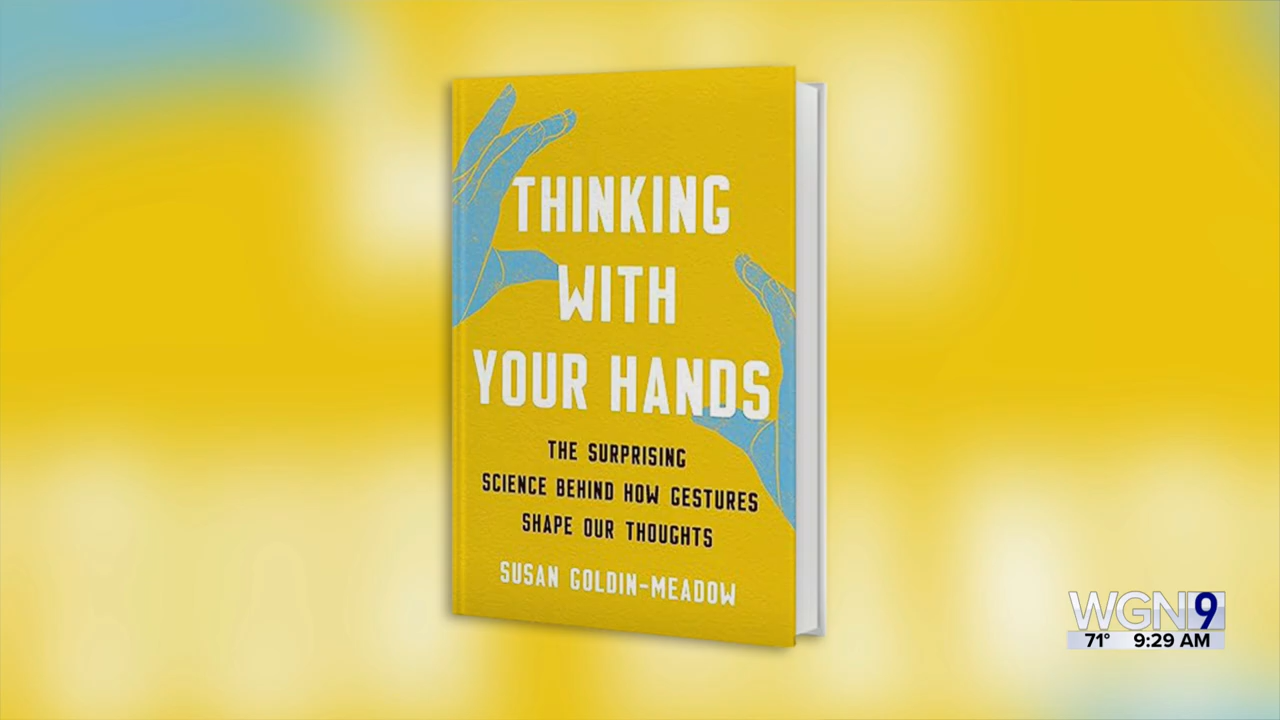 THINKING
WITH
YOUR HANDS
THE SURPRISING
SCIENCE BEHIND HOW GESTURES
SHAPE OUR THOUGHTS
SUSAN GOLDIN-MEADOW
WGN9
71° 9:29 AM